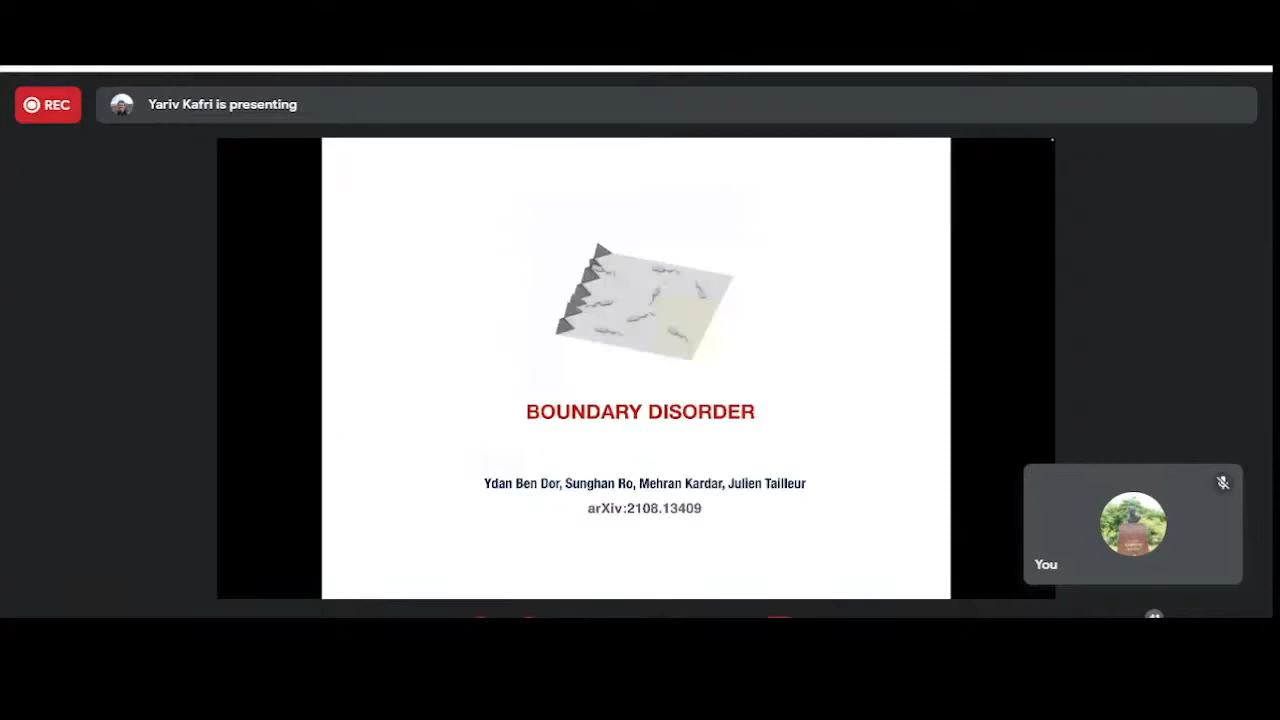 REC
Yariv Kafri is presenting
BOUNDARY DISORDER
Ydan Ben Dor, Sunghan Ro, Mehran Kardar, Julien Tailleur
arXiv:2108.13409
You